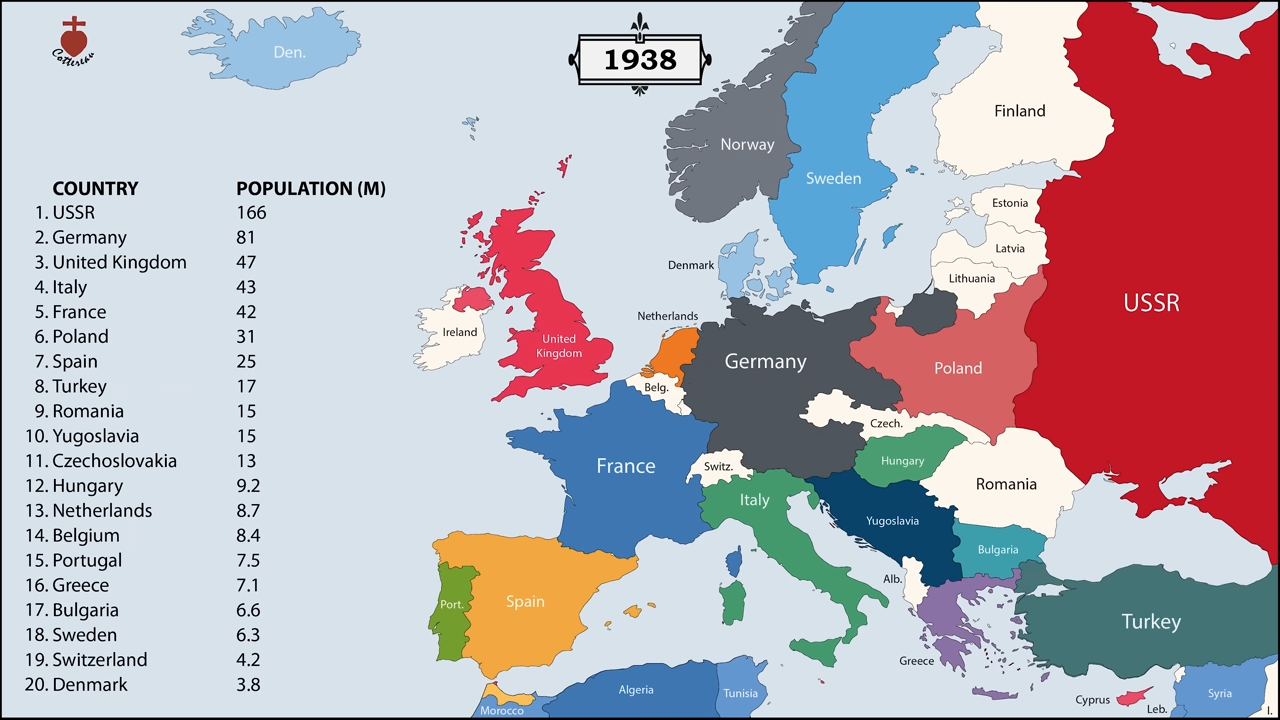 Cottereau
Den.
1938
Finland
Norway
Sweden
COUNTRY POPULATION (M)
1. USSR 166
2. Germany 81
3. United Kingdom 47
4. Italy 43
5. France 42
6. Poland 31
7. Spain 25
8. Turkey 17
9. Romania 15
10. Yugoslavia 15
11. Czechoslovakia 13
12. Hungary 9.2
13. Netherlands 8.7
14. Belgium 8.4
15. Portugal 7.5
16. Greece 7.1
17. Bulgaria 6.6
18. Sweden 6.3
19. Switzerland 4.2
20. Denmark 3.8
Estonia
Latvia
Denmark
Lithuania
USSR
Netherlands
Ireland
United
Kingdom
Germany
Poland
Belg.
Czech.
France
Switz.
Hungary
Romania
Italy
Yugoslavia
Bulgaria
Alb.
Port.
Spain
Turkey
Greece
Algeria
Tunisia
Syria
Cyprus
Leb.
Morocco
I.